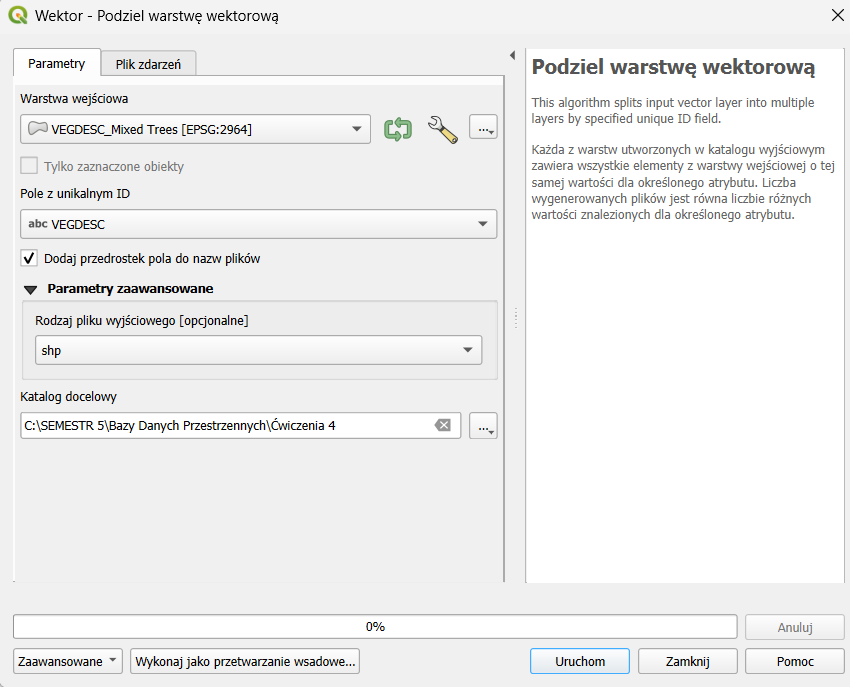 Wektor - Podziel warstwę wektorową
Parametry
Plik zdarzeń
Warstwa wejściowa
VEGDESC_Mixed Trees [EPSG:2964]
...
Tylko zaznaczone obiekty
Pole z unikalnym ID
abc VEGDESC
Dodaj przedrostek pola do nazw plików
Parametry zaawansowane
Rodzaj pliku wyjściowego [opcjonalne]
shp
Katalog docelowy
C:\SEMESTR 5\Bazy Danych Przestrzennych\Ćwiczenia 4
...
Podziel warstwę wektorową
This algorithm splits input vector layer into multiple
layers by specified unique ID field.
Każda z warstw utworzonych w katalogu wyjściowym
zawiera wszystkie elementy z warstwy wejściowej o tej
samej wartości dla określonego atrybutu. Liczba
wygenerowanych plików jest równa liczbie różnych
wartości znalezionych dla określonego atrybutu.
0%
Anuluj
Zaawansowane
Wykonaj jako przetwarzanie wsadowe...
Uruchom
Zamknij
Pomoc